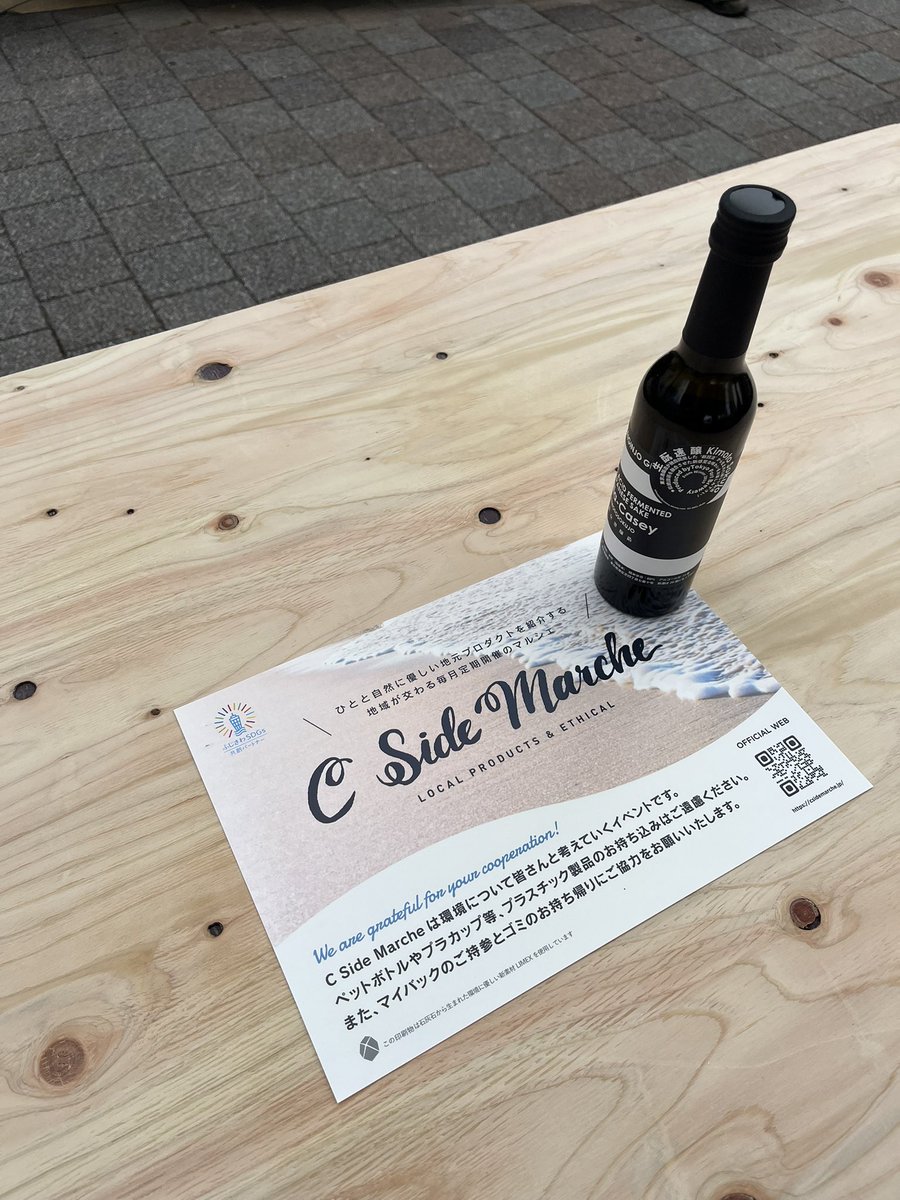 ひとと自然に優しい地元プロダクトを紹介する
地域が交わる毎月定期開催のマルシェ
C Side Marche
LOCAL PRODUCTS & ETHICAL
ふじさわSDGs
共創パートナー
OFFICIAL WEB
https://csidemarche.jp/
We are grateful for your cooperation!
C Side Marche は環境について皆さんと考えていくイベントです。
ペットボトルやプラカップ等、プラスチック製品のお持ち込みはご遠慮ください。
また、マイバックのご持参とゴミのお持ち帰りにご協力をお願いいたします。
この印刷物は石灰石から生まれた環境に優しい新素材 LIMEX を使用しています
FERMENTED
SAKE
Casey